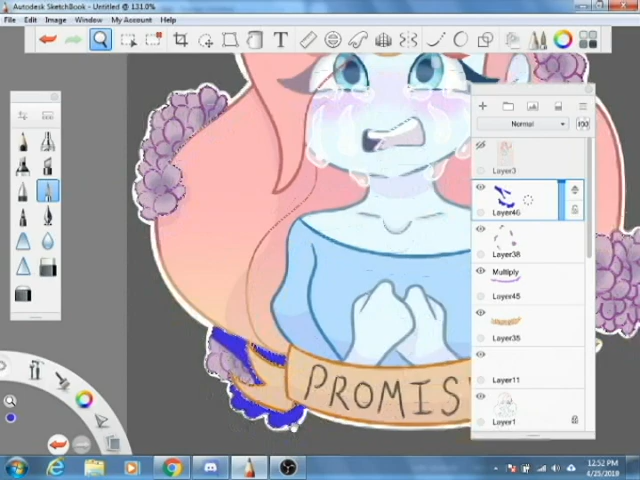 Autodesk SketchBook - Untitled @ 131.0%
File Edit Image Window My Account Help
T
Normal
100
Layer3
Layer46
Layer38
Multiply
Layer45
Layer35
Layer11
Layer1
PROMIS
12:52 PM
4/25/2018